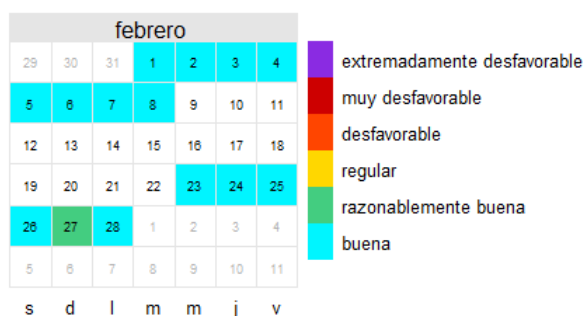 febrero
29 30 31 1 2 3 4
5 6 7 8 9 10 11
12 13 14 15 16 17 18
19 20 21 22 23 24 25
26 27 28 1 2 3 4
5 6 7 8 9 10 11
s d l m m j v
extremadamente desfavorable
muy desfavorable
desfavorable
regular
razonablemente buena
buena